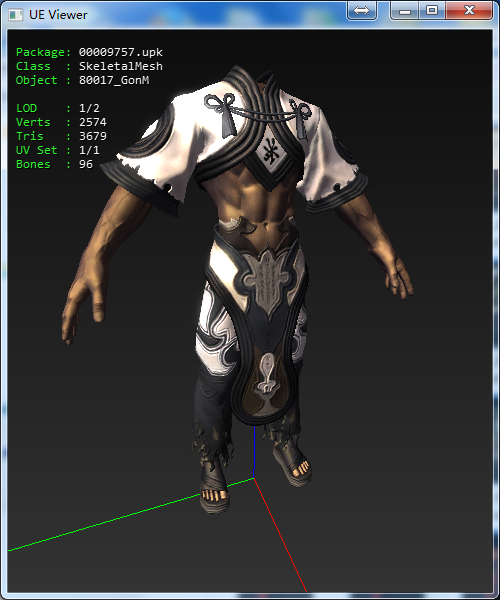 UE Viewer
Package: 00009757.upk
Class : SkeletalMesh
Object : 80017_GonM
LOD : 1/2
Verts : 2574
Tris : 3679
UV Set : 1/1
Bones : 96